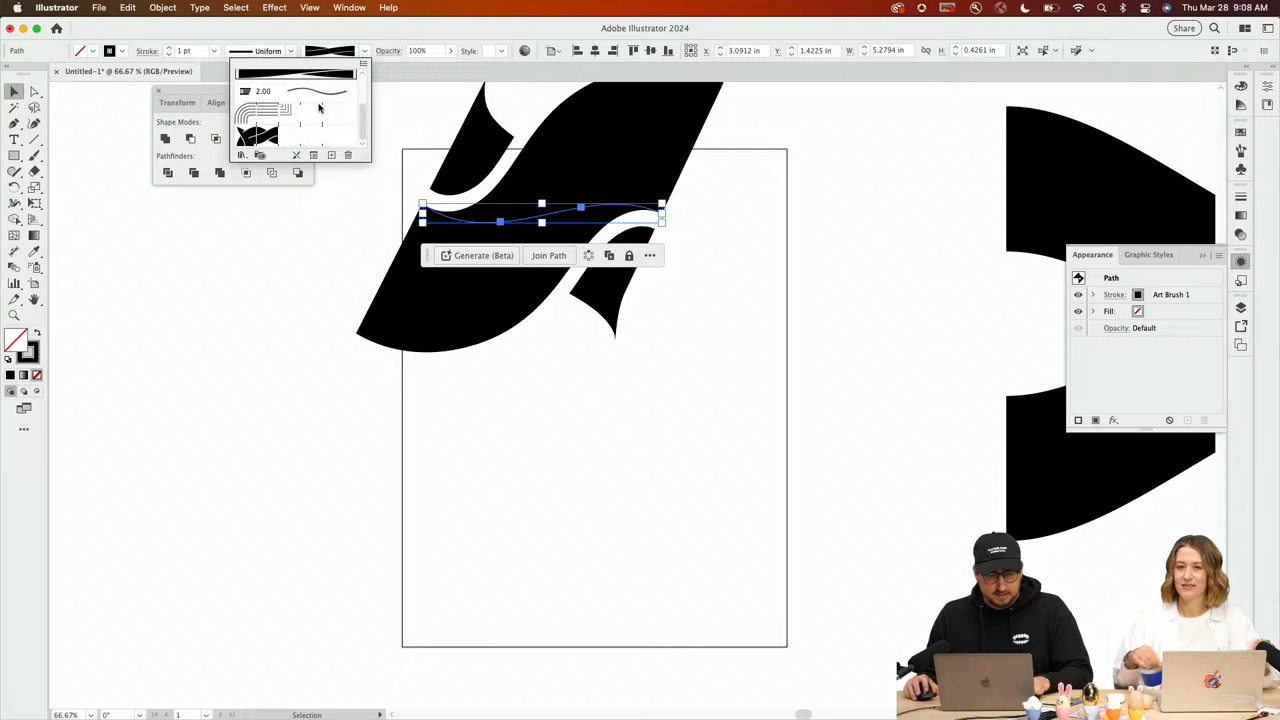 Illustrator File Edit Object Type Select Effect View Window Help
Thu Mar 28 9:08 AM
Adobe Illustrator 2024
Share
Path
Stroke: 1 pt
Uniform
Opacity: 100%
Style:
X: 3.0912 in
Y: 1.4225 in
W: 5.2794 in
H: 0.4261 in
× Untitled-1* @ 66.67 % (RGB/Preview)
Transform Align
Shape Modes:
Pathfinders:
2.00
Generate (Beta)
Join Path
Appearance Graphic Styles
Path
Stroke: Art Brush 1
Fill:
Opacity: Default
fx
66.67%
0°
1
Selection